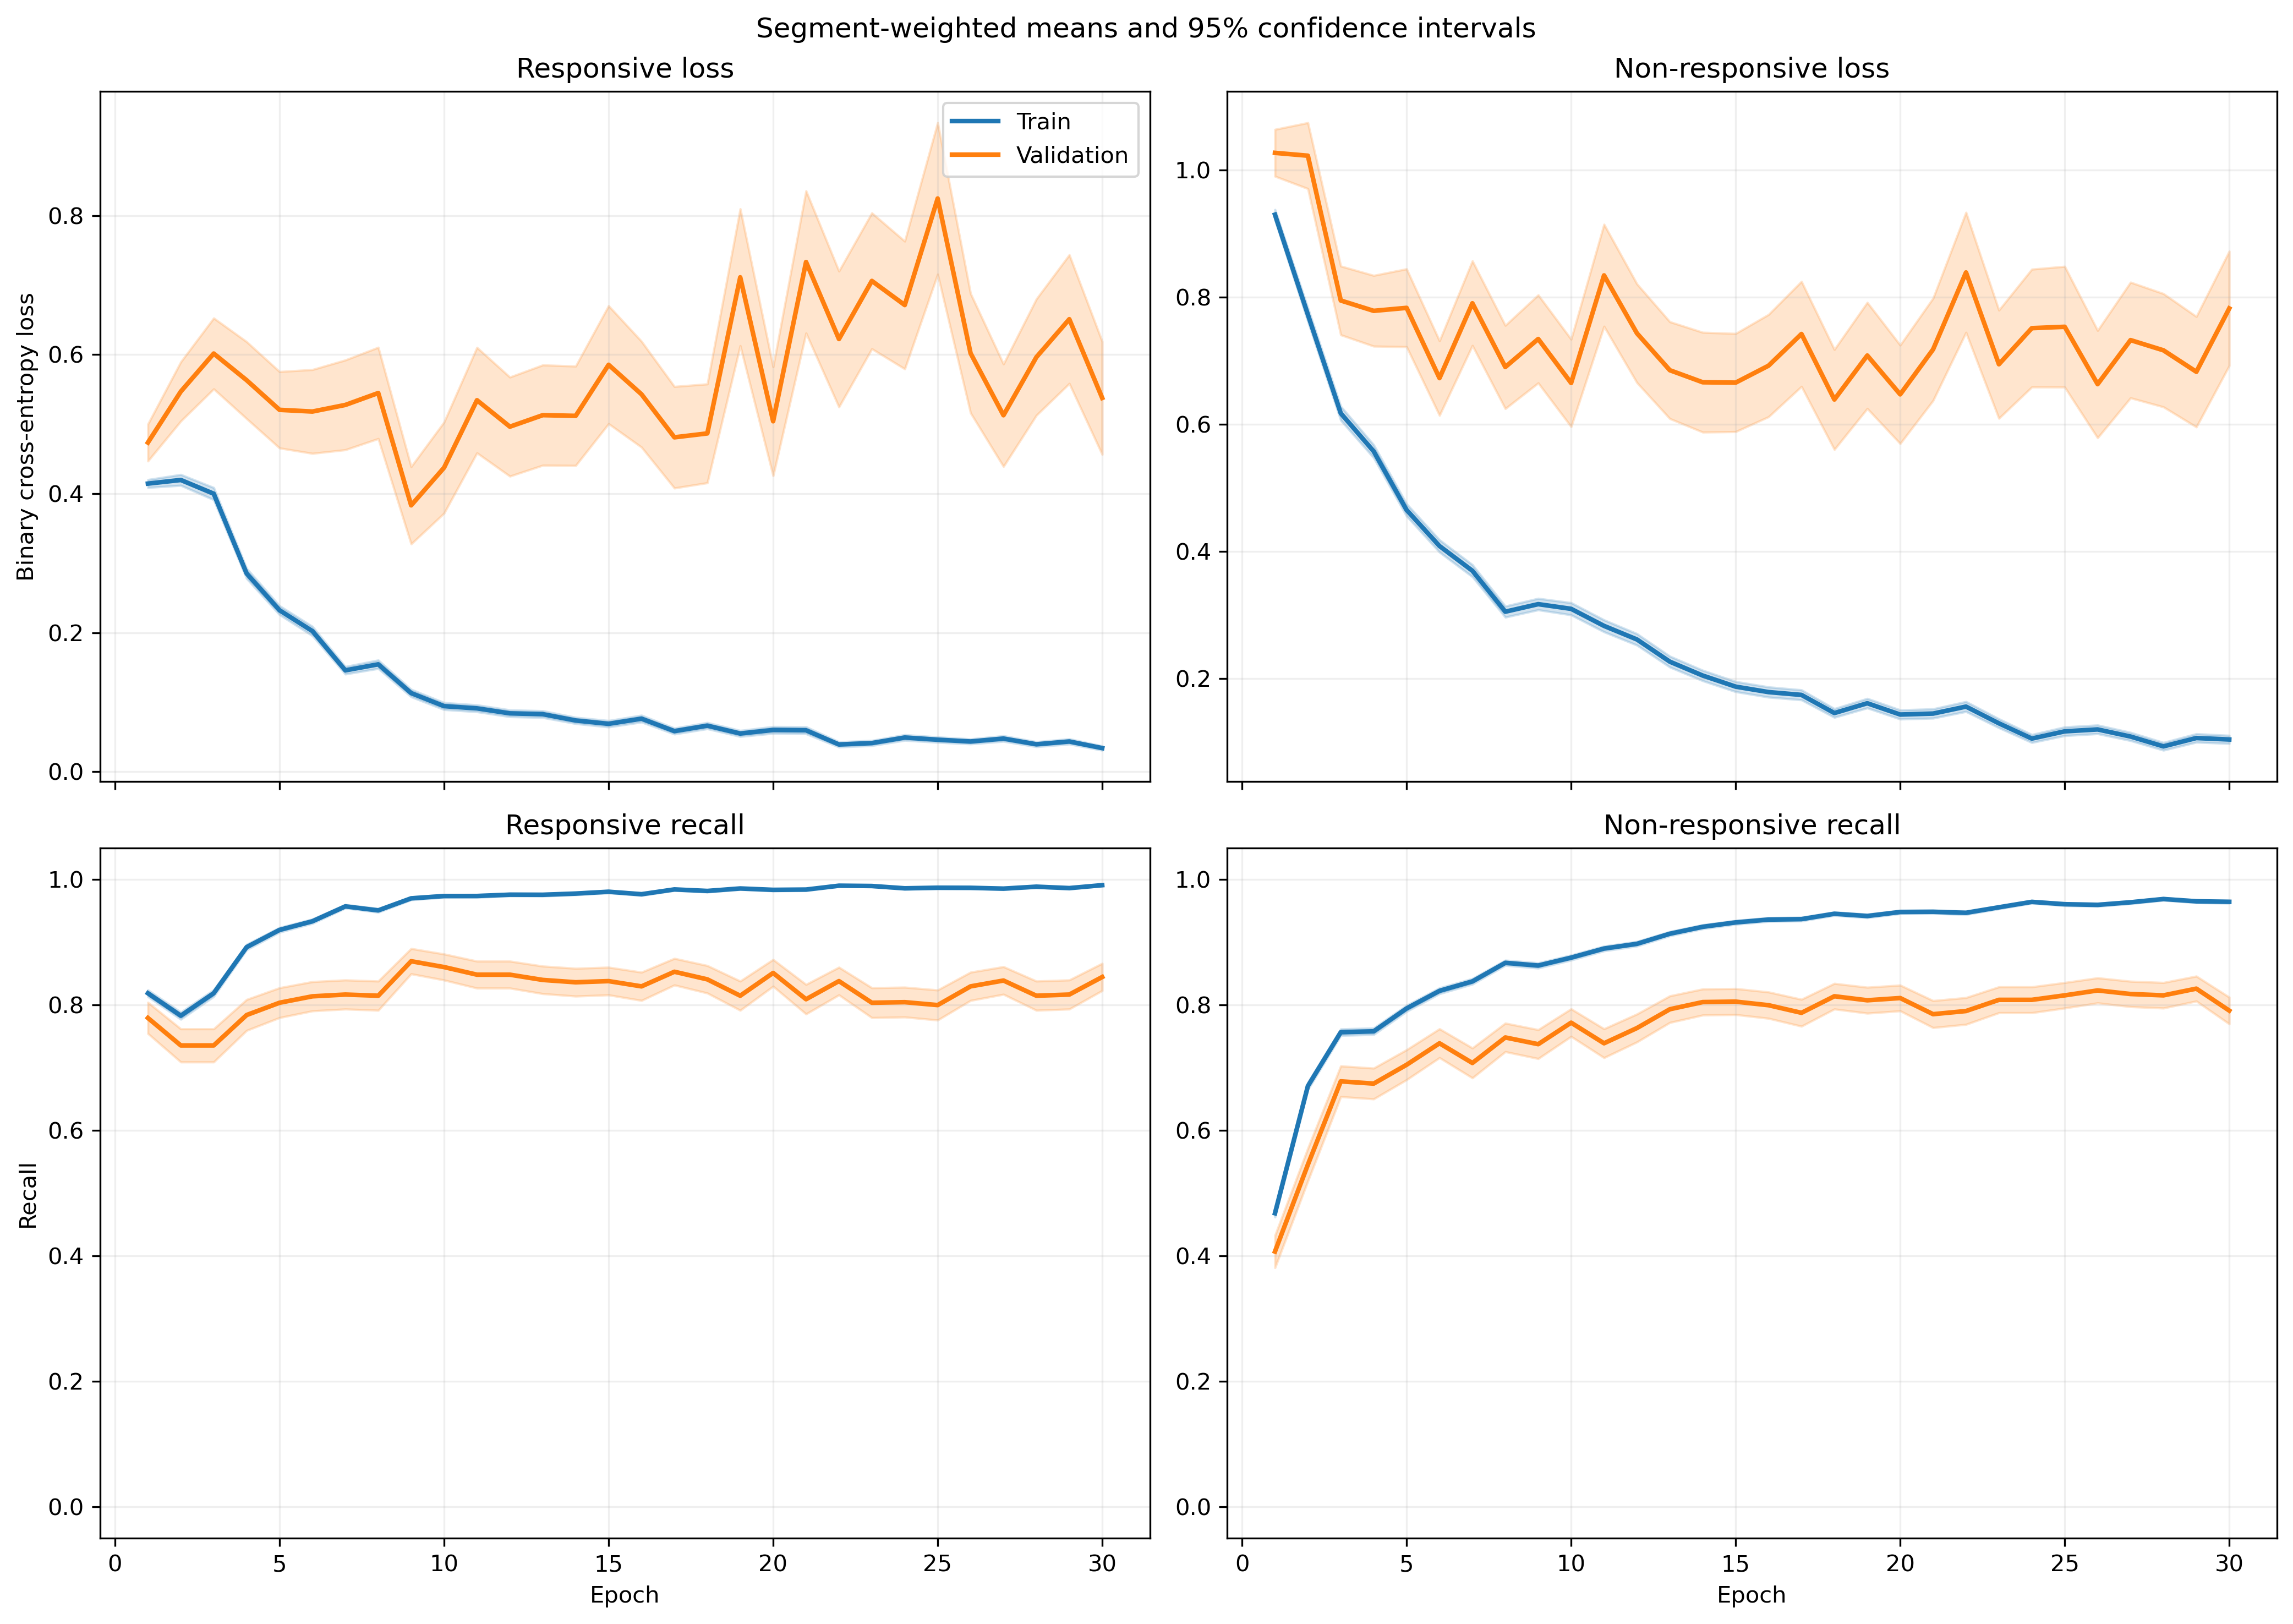 Segment-weighted means and 95% confidence intervals
Responsive loss
Non-responsive loss
Train
Validation
Binary cross-entropy loss
0.8
0.6
0.4
0.2
0.0
1.0
0.8
0.6
0.4
0.2
Responsive recall
Non-responsive recall
Recall
1.0
0.8
0.6
0.4
0.2
0.0
1.0
0.8
0.6
0.4
0.2
0.0
0 5 10 15 20 25 30
0 5 10 15 20 25 30
Epoch
Epoch